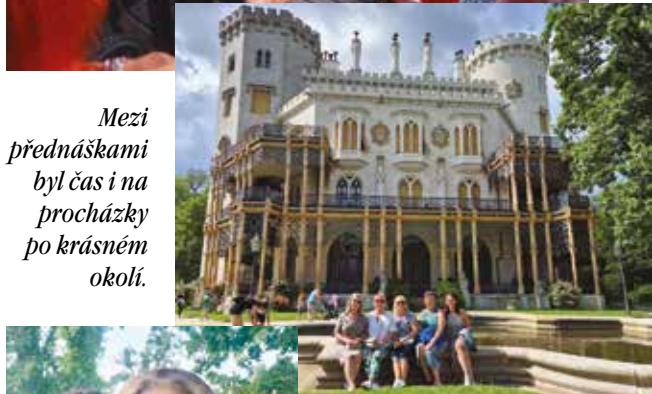 Mezi
přednáškami
byl čas i na
procházky
po krásném
okolí.